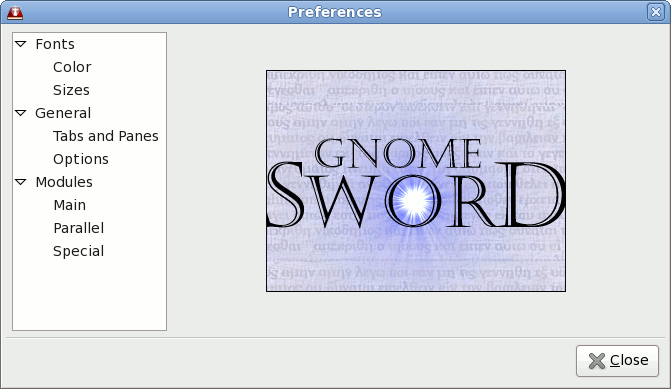 Preferences
Fonts
Color
Sizes
General
Tabs and Panes
Options
Modules
Main
Parallel
Special
GNOME
SWORD
Close